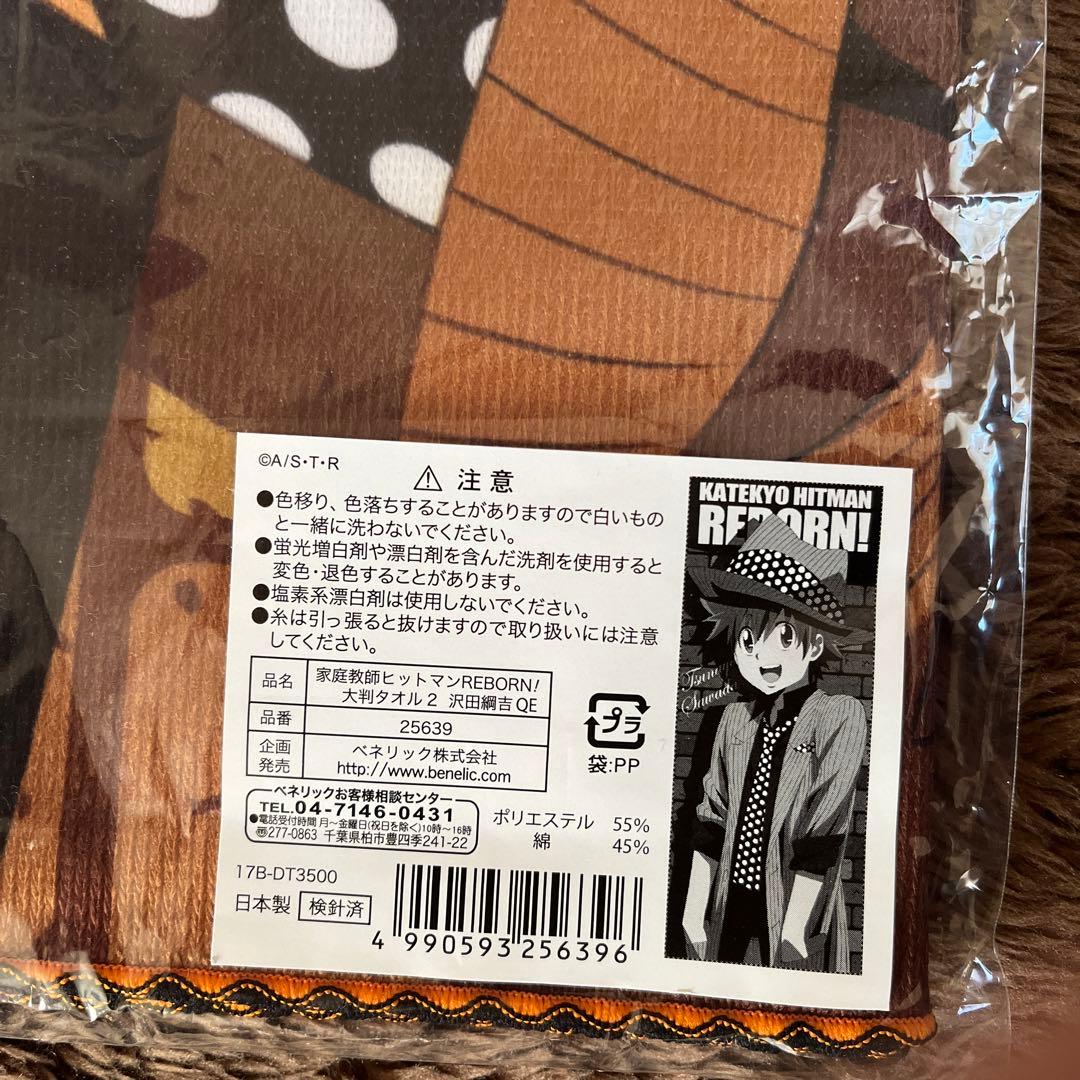 ©A/S・T・R
⚠ 注意
●色移り、色落ちすることがありますので白いもの
と一緒に洗わないでください。
●蛍光増白剤や漂白剤を含んだ洗剤を使用すると
変色・退色することがあります。
●塩素系漂白剤は使用しないでください。
●糸は引っ張ると抜けますので取り扱いには注意
してください。
品名 家庭教師ヒットマンREBORN!
大判タオル2 沢田綱吉QE
品番 25639
企画
発売
ベネリック株式会社
http://www.benelic.com
プラ
袋:PP
ベネリックお客様相談センター
TEL.04-7146-0431
●電話受付時間 月〜金曜日(祝日を除く)10時〜16時
〒277-0863 千葉県柏市豊四季241-22
ポリエステル 55%
綿 45%
17B-DT3500
日本製 検針済
4 990593 256396
KATEKYO HITMAN
REBORN!
Tsuna
Sawada